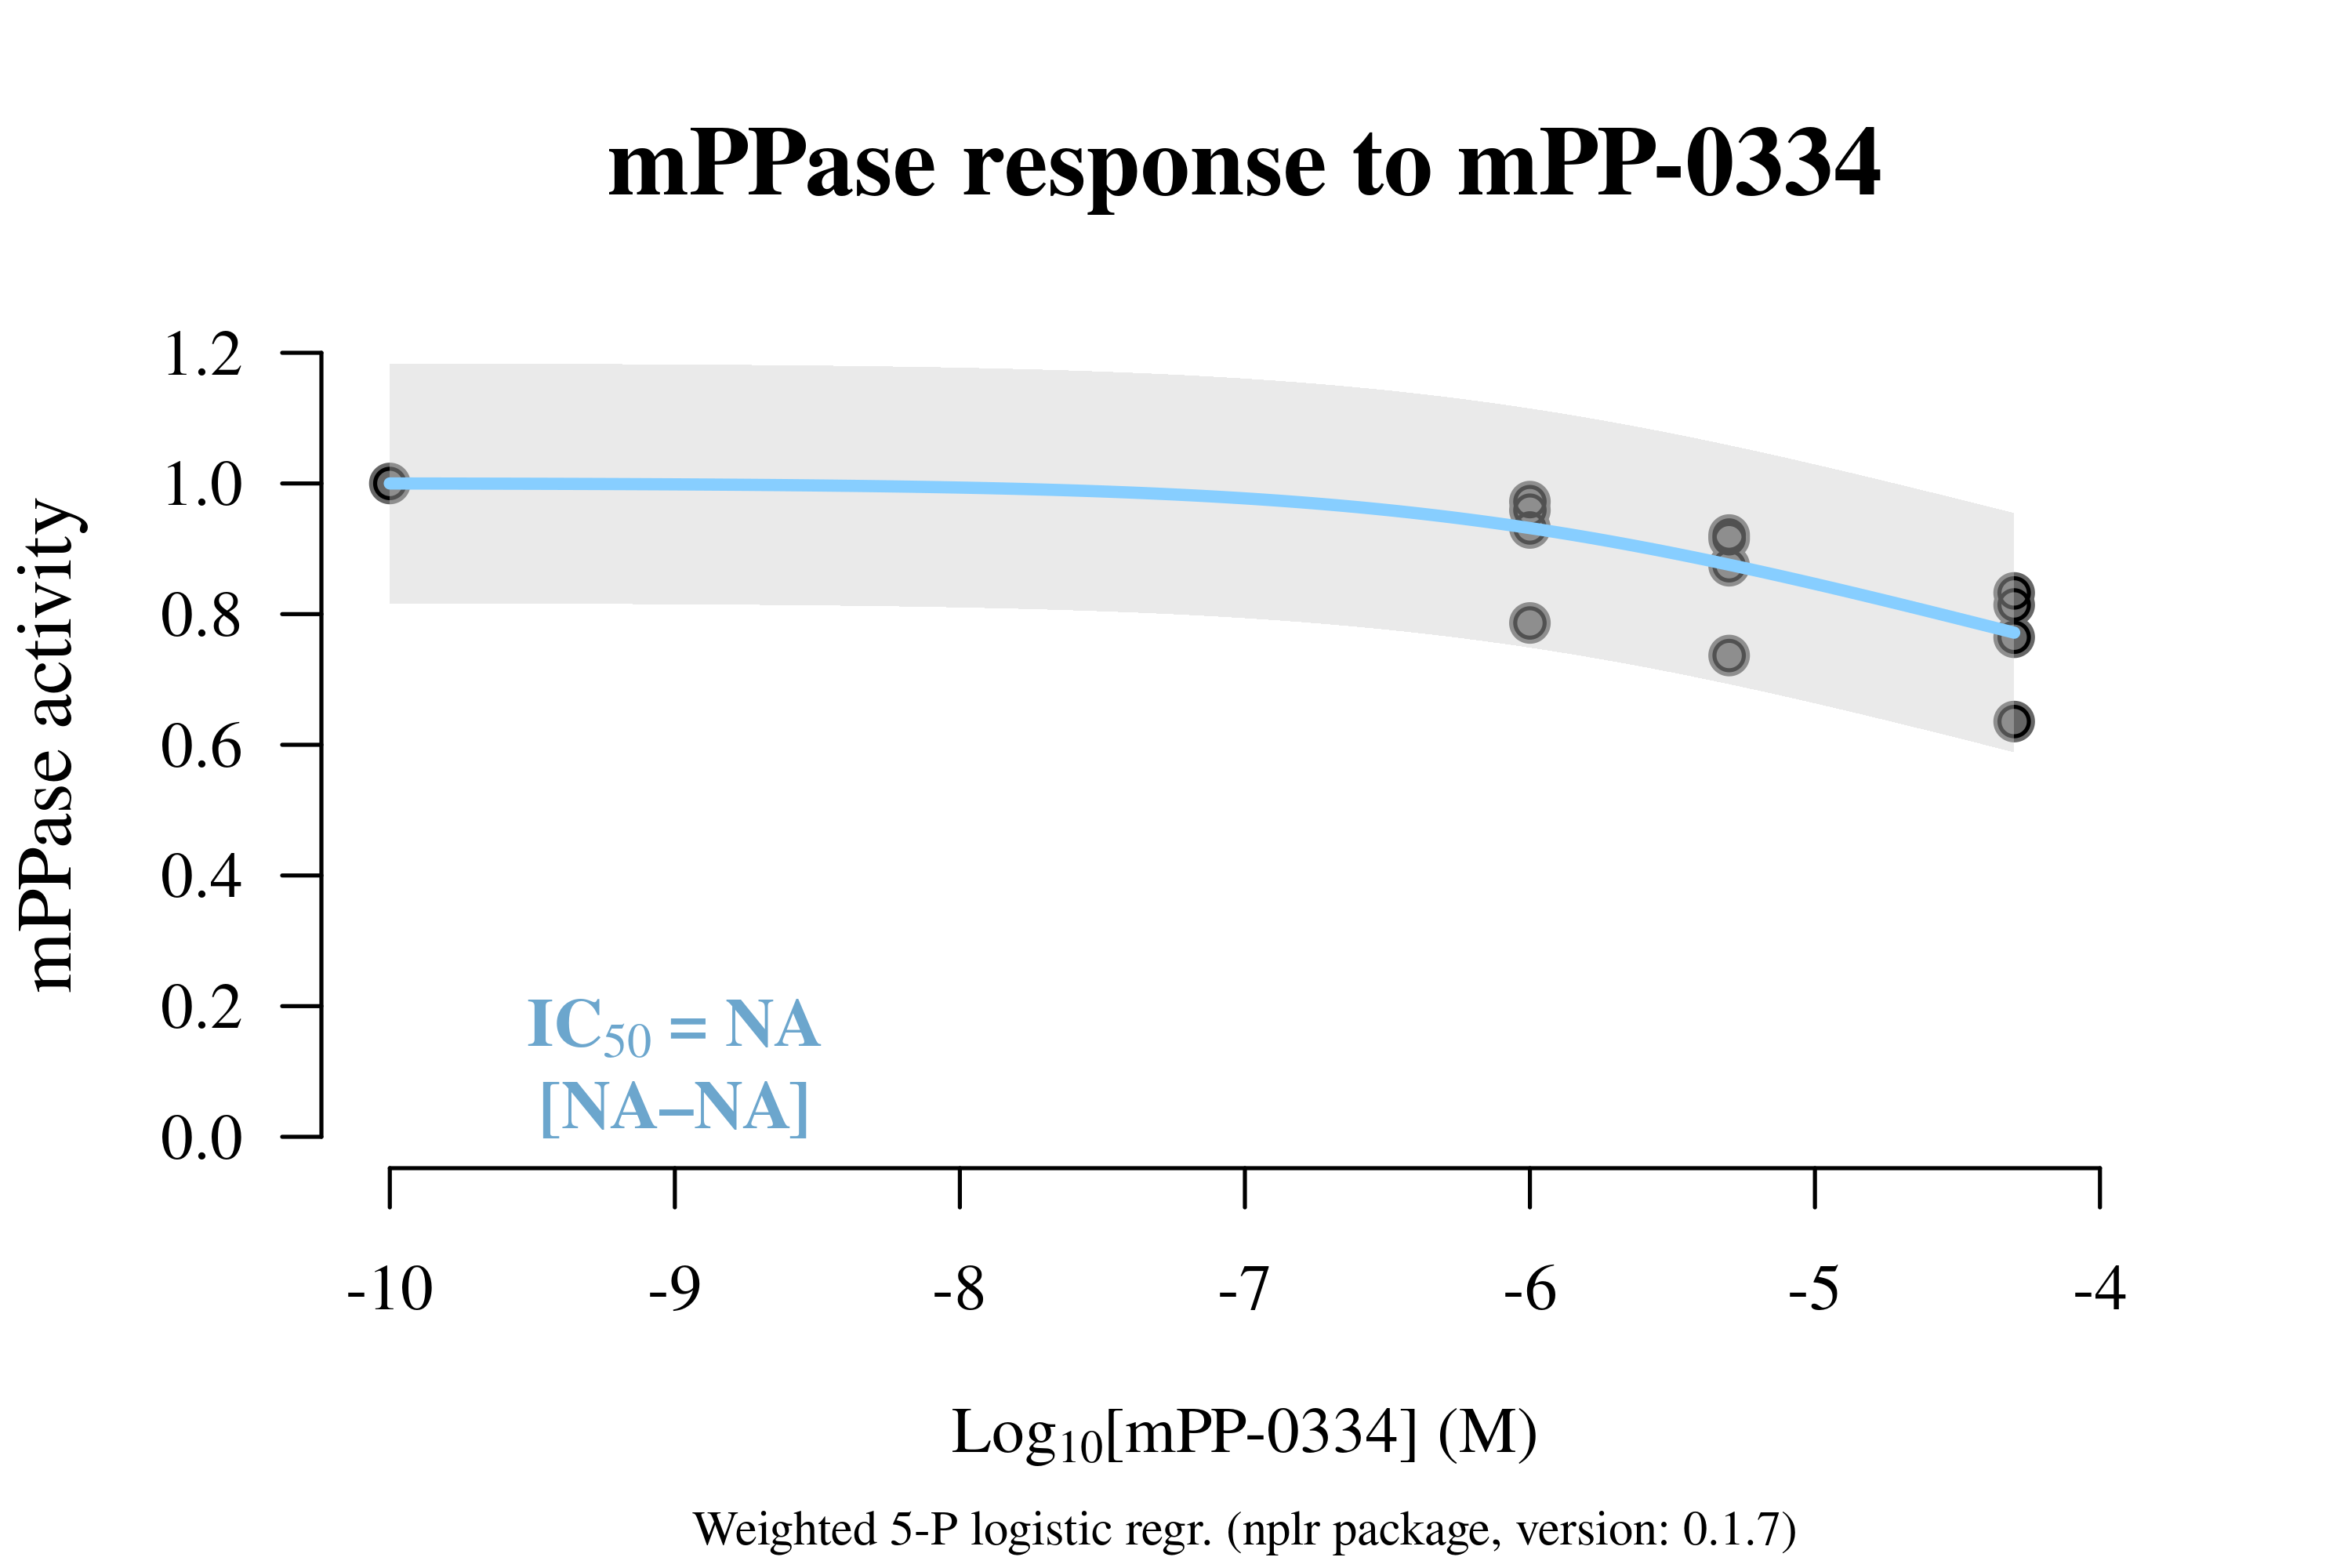 mPPase response to mPP-0334
mPPase activity
1.2
1.0
0.8
0.6
0.4
0.2
0.0
IC50 = NA
[NA–NA]
-10 -9 -8 -7 -6 -5 -4
Log10[mPP-0334] (M)
Weighted 5-P logistic regr. (nplr package, version: 0.1.7)